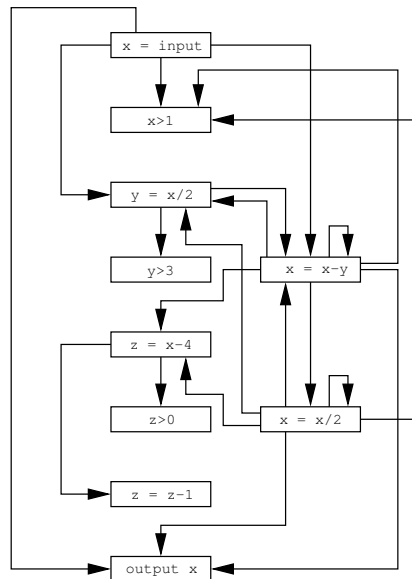 x = input
x>1
y = x/2
y>3
x = x-y
z = x-4
z>0
x = x/2
z = z-1
output x